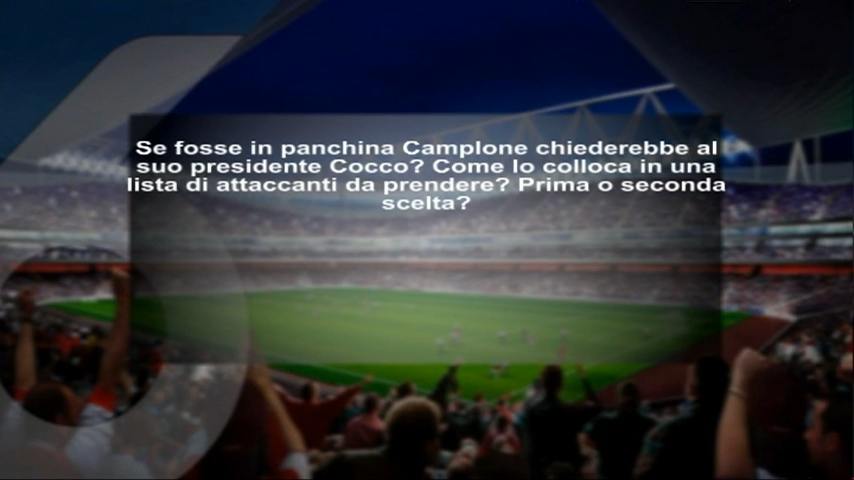 Se fosse in panchina Camplone chiederebbe al
suo presidente Cocco? Come lo colloca in una
lista di attaccanti da prendere? Prima o seconda
scelta?